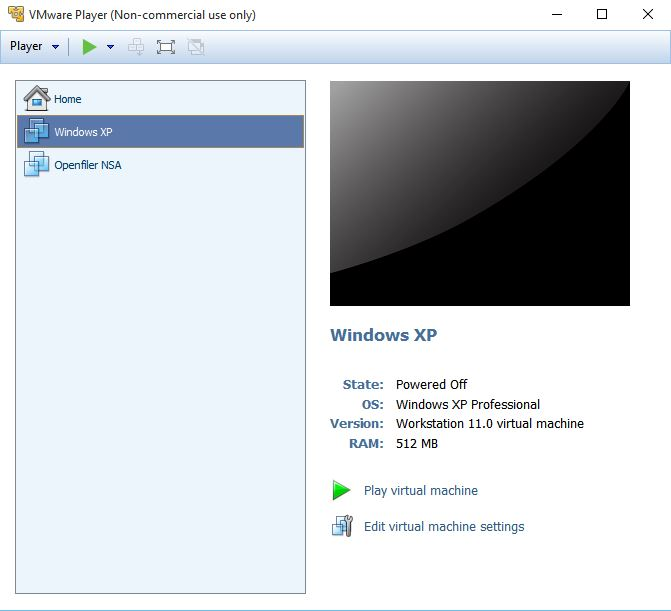 VMware Player (Non-commercial use only)
Player
Home
Windows XP
Openfiler NSA
Windows XP
State: Powered Off
OS: Windows XP Professional
Version: Workstation 11.0 virtual machine
RAM: 512 MB
Play virtual machine
Edit virtual machine settings